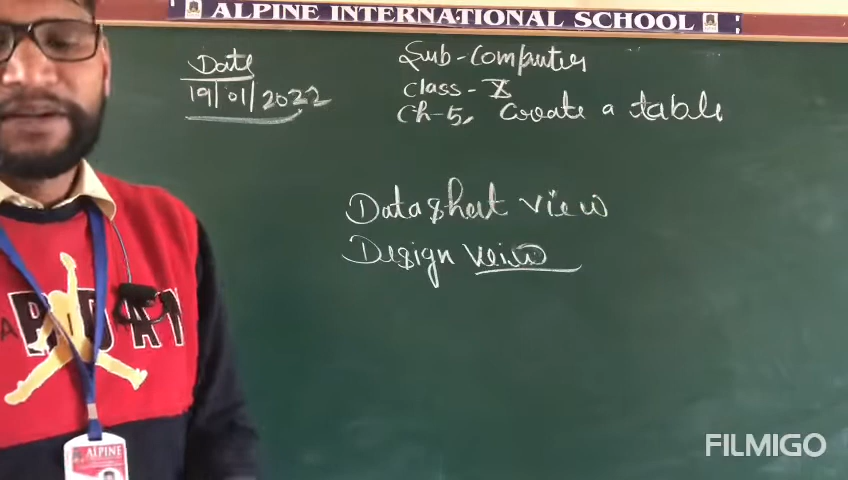 ALPINE INTERNATIONAL SCHOOL
Date
19/01/2022
Sub-Computer
Class-X
Ch-5, Create a table
Datasheet view
Design veiw
ALPINE
FILMIGO